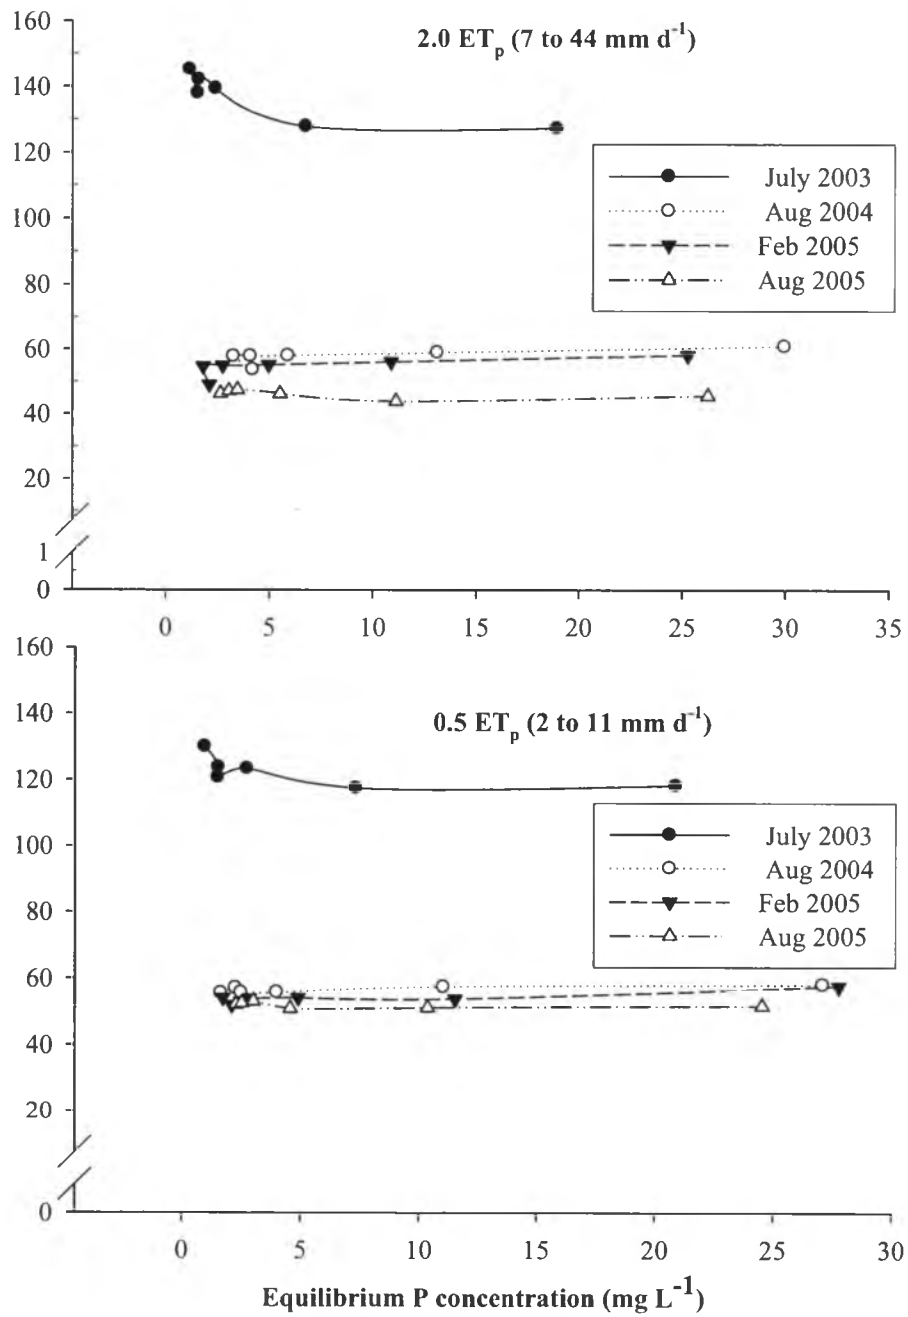 160
2.0 ETp (7 to 44 mm d-1)
140
120
July 2003
100
Aug 2004
Feb 2005
80
Aug 2005
60
40
20
1
0
0 5 10 15 20 25 30 35
160
140
0.5 ETp (2 to 11 mm d-1)
120
July 2003
100
Aug 2004
80
Feb 2005
Aug 2005
60
40
20
0
0 5 10 15 20 25 30
Equilibrium P concentration (mg L-1)